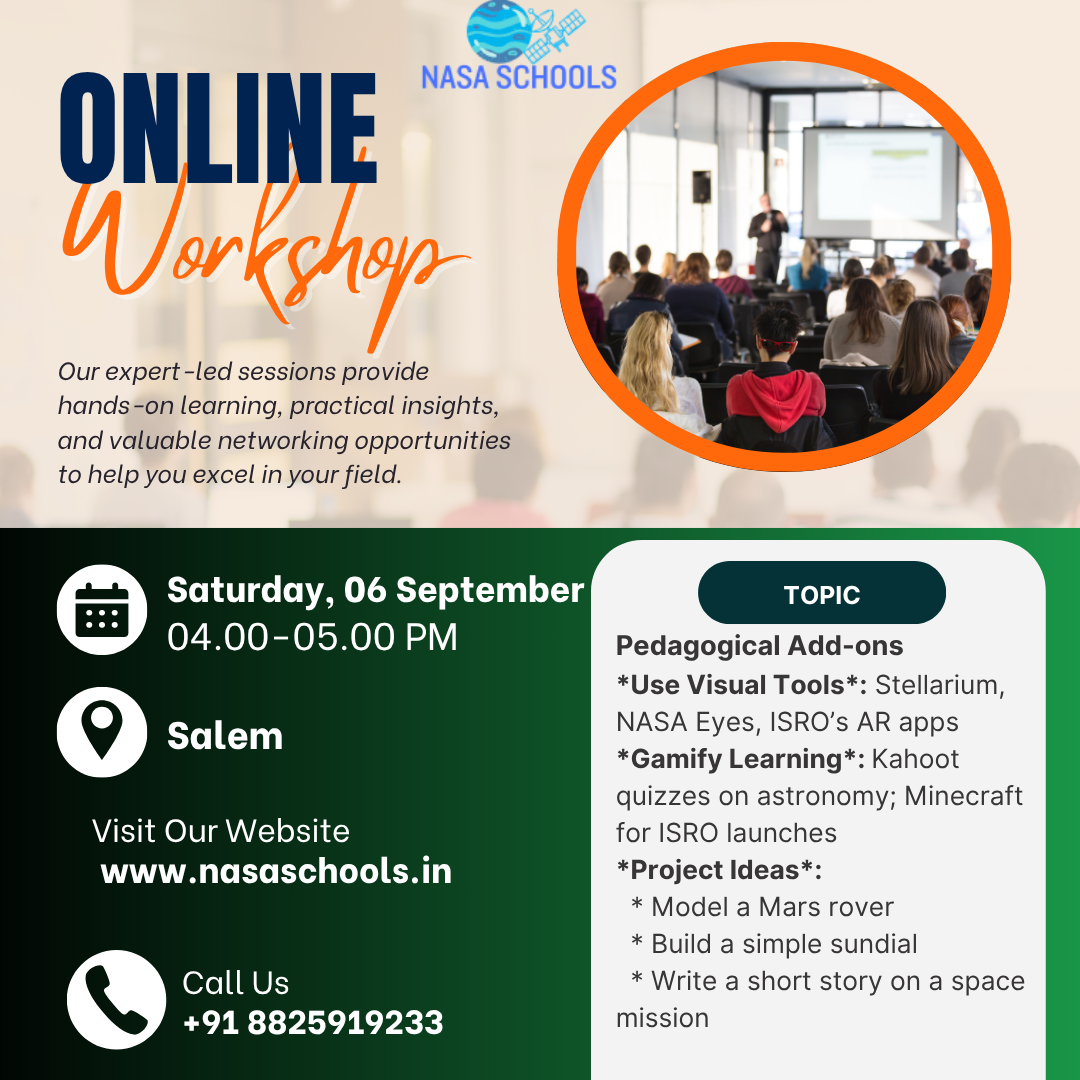 NASA SCHOOLS
ONLINE
Workshop
Our expert-led sessions provide
hands-on learning, practical insights,
and valuable networking opportunities
to help you excel in your field.
Saturday, 06 September
04.00-05.00 PM
Salem
Visit Our Website
www.nasaschools.in
Call Us
+91 8825919233
TOPIC
Pedagogical Add-ons
*Use Visual Tools*: Stellarium,
NASA Eyes, ISRO’s AR apps
*Gamify Learning*: Kahoot
quizzes on astronomy; Minecraft
for ISRO launches
*Project Ideas*:
* Model a Mars rover
* Build a simple sundial
* Write a short story on a space
mission